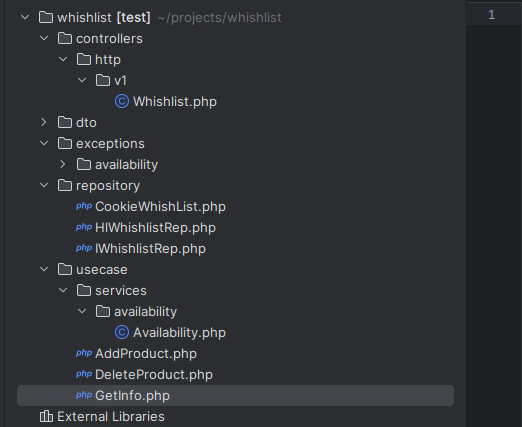 whishlist [test] ~/projects/whishlist
1
controllers
http
v1
Whishlist.php
dto
exceptions
availability
repository
php CookieWhishList.php
php HlWhishlistRep.php
php IWhishlistRep.php
usecase
services
availability
Availability.php
php AddProduct.php
php DeleteProduct.php
php GetInfo.php
External Libraries